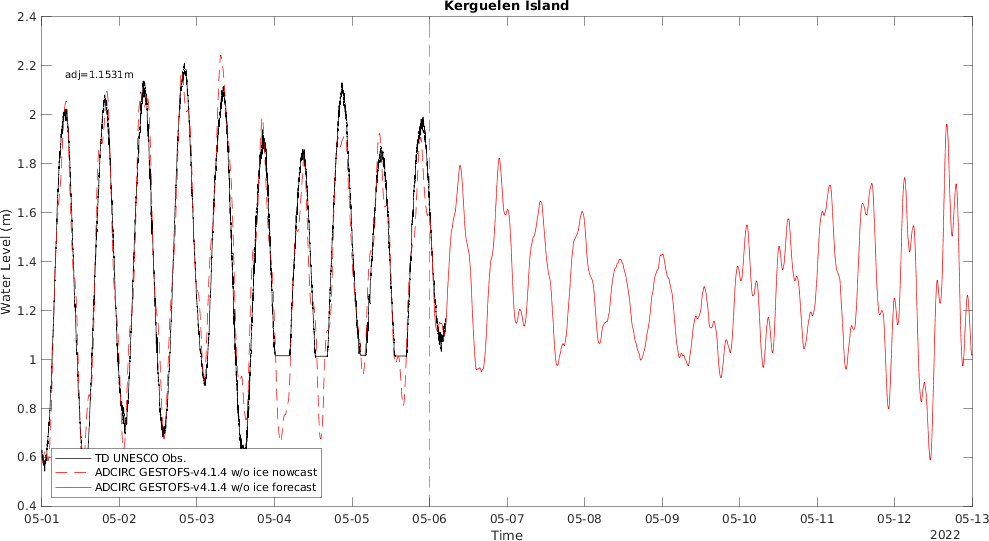 Kerguelen Island
2.4
2.2
adj=1.1531m
2
1.8
1.6
1.4
Water Level (m)
1.2
1
0.8
0.6
0.4
TD UNESCO Obs.
ADCIRC GESTOFS-v4.1.4 w/o ice nowcast
ADCIRC GESTOFS-v4.1.4 w/o ice forecast
05-01 05-02 05-03 05-04 05-05 05-06 05-07 05-08 05-09 05-10 05-11 05-12 05-13
Time
2022